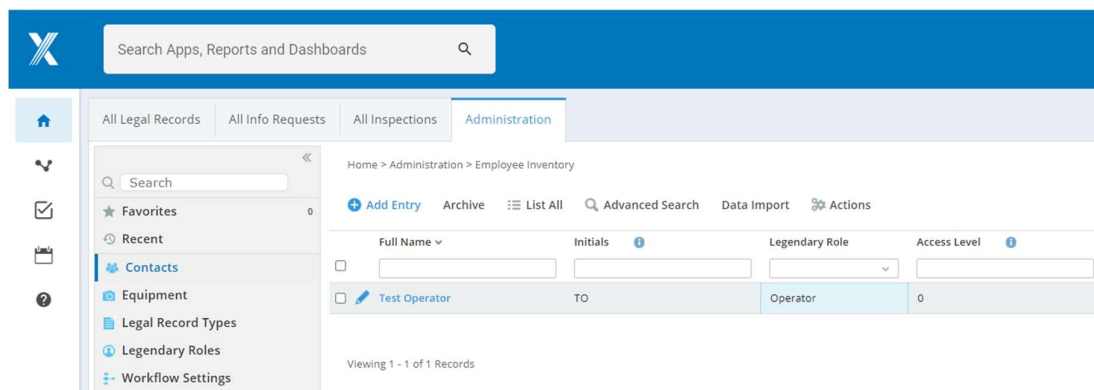 Search Apps, Reports and Dashboards
All Legal Records All Info Requests All Inspections Administration
Search
Favorites 0
Recent
Contacts
Equipment
Legal Record Types
Legendary Roles
Workflow Settings
Home > Administration > Employee Inventory
Add Entry Archive List All Advanced Search Data Import Actions
Full Name Initials Legendary Role Access Level
Test Operator TO Operator 0
Viewing 1 - 1 of 1 Records